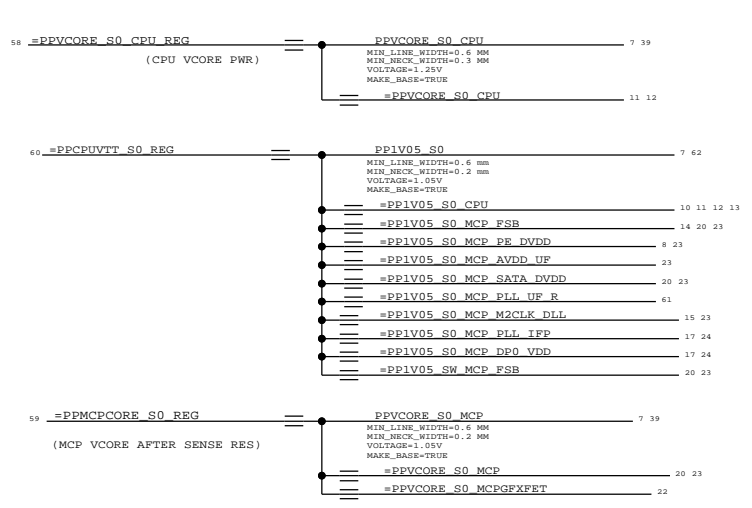 58 =PPVCORE_S0_CPU_REG PPVCORE_S0_CPU 7 39
(CPU VCORE PWR)
MIN_LINE_WIDTH=0.6 MM
MIN_NECK_WIDTH=0.3 MM
VOLTAGE=1.25V
MAKE_BASE=TRUE
=PPVCORE_S0_CPU 11 12
60 =PPCPUVTT_S0_REG PP1V05_S0 7 62
MIN_LINE_WIDTH=0.6 mm
MIN_NECK_WIDTH=0.2 mm
VOLTAGE=1.05V
MAKE_BASE=TRUE
=PP1V05_S0_CPU 10 11 12 13
=PP1V05_S0_MCP_FSB 14 20 23
=PP1V05_S0_MCP_PE_DVDD 8 23
=PP1V05_S0_MCP_AVDD_UF 23
=PP1V05_S0_MCP_SATA_DVDD 20 23
=PP1V05_S0_MCP_PLL_UF_R 61
=PP1V05_S0_MCP_M2CLK_DLL 15 23
=PP1V05_S0_MCP_PLL_IFP 17 24
=PP1V05_S0_MCP_DP0_VDD 17 24
=PP1V05_SW_MCP_FSB 20 23
59 =PPMCPCORE_S0_REG PPVCORE_S0_MCP 7 39
(MCP VCORE AFTER SENSE RES)
MIN_LINE_WIDTH=0.6 MM
MIN_NECK_WIDTH=0.2 MM
VOLTAGE=1.05V
MAKE_BASE=TRUE
=PPVCORE_S0_MCP 20 23
=PPVCORE_S0_MCPGFXFET 22